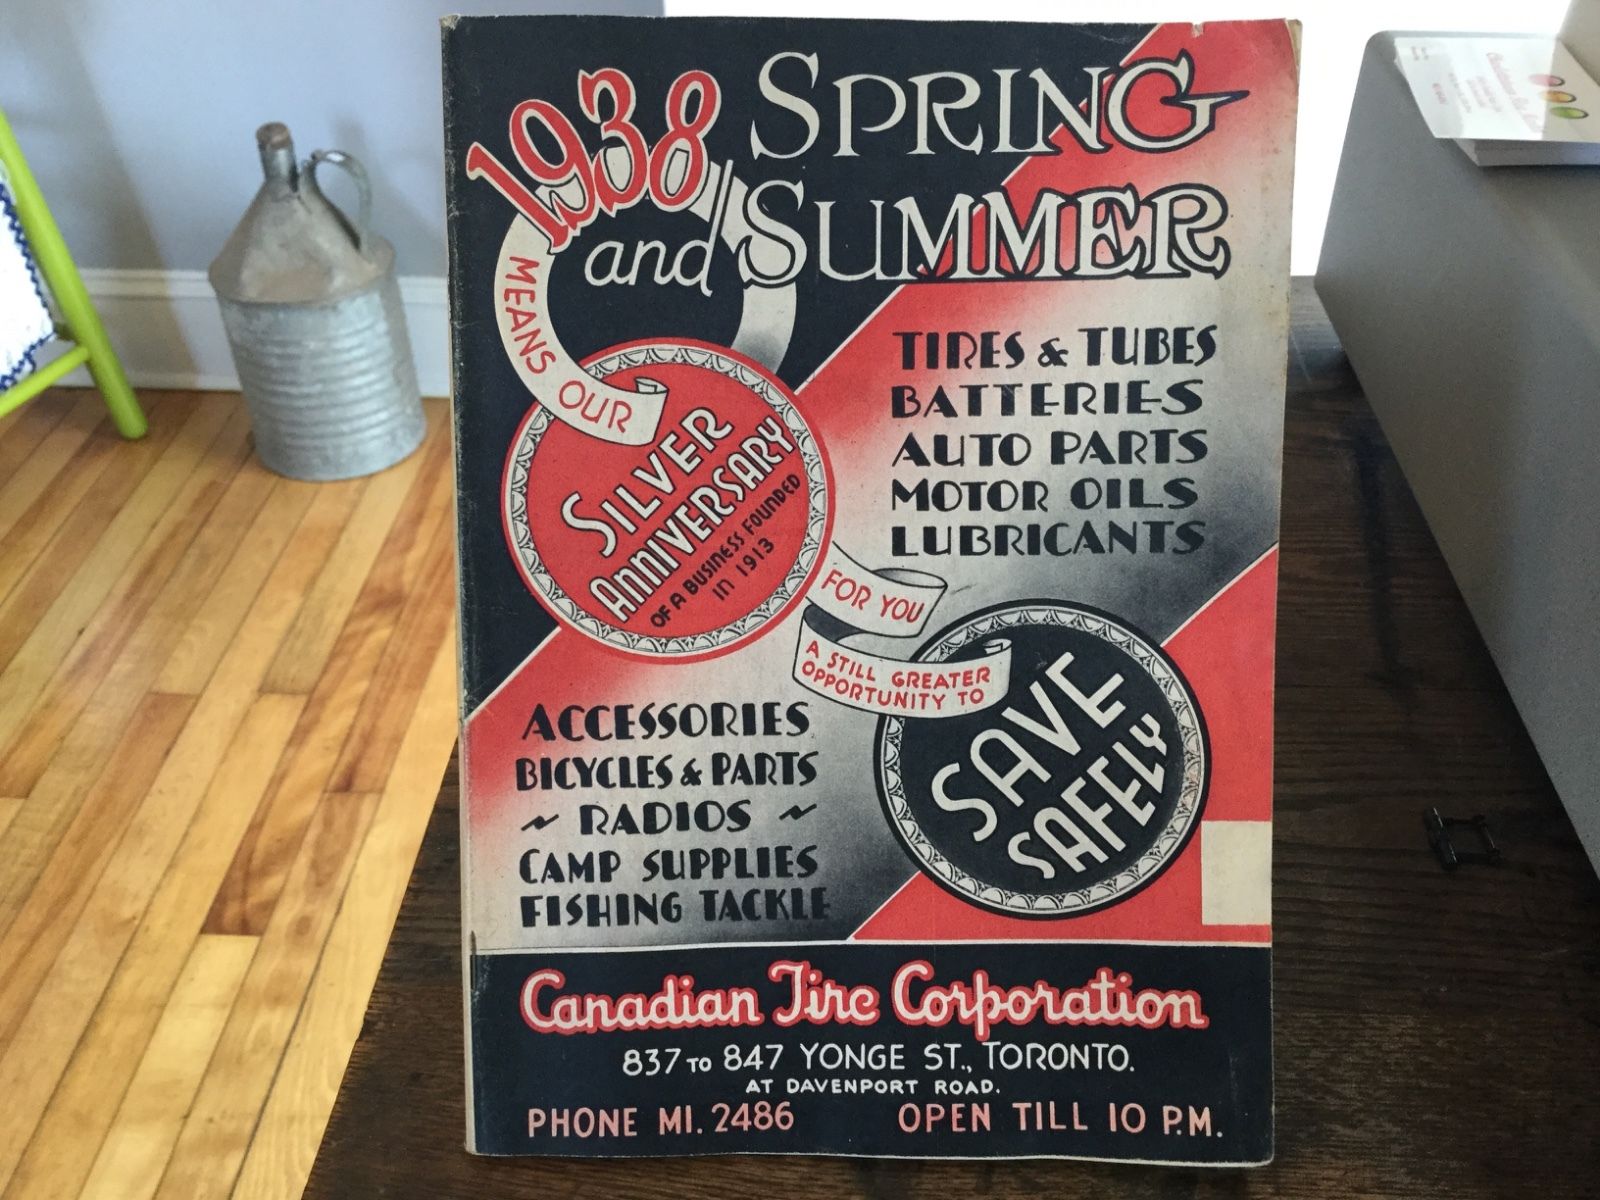 1938 SPRING
and SUMMER
MEANS OUR
SILVER
ANNIVERSARY
OF A BUSINESS FOUNDED
IN 1913
TIRES & TUBES
BATTERIES
AUTO PARTS
MOTOR OILS
LUBRICANTS
FOR YOU
A STILL GREATER
OPPORTUNITY TO
SAVE
SAFELY
ACCESSORIES
BICYCLES & PARTS
~ RADIOS ~
CAMP SUPPLIES
FISHING TACKLE
Canadian Tire Corporation
837 TO 847 YONGE ST., TORONTO.
AT DAVENPORT ROAD.
PHONE MI. 2486 OPEN TILL 10 P.M.